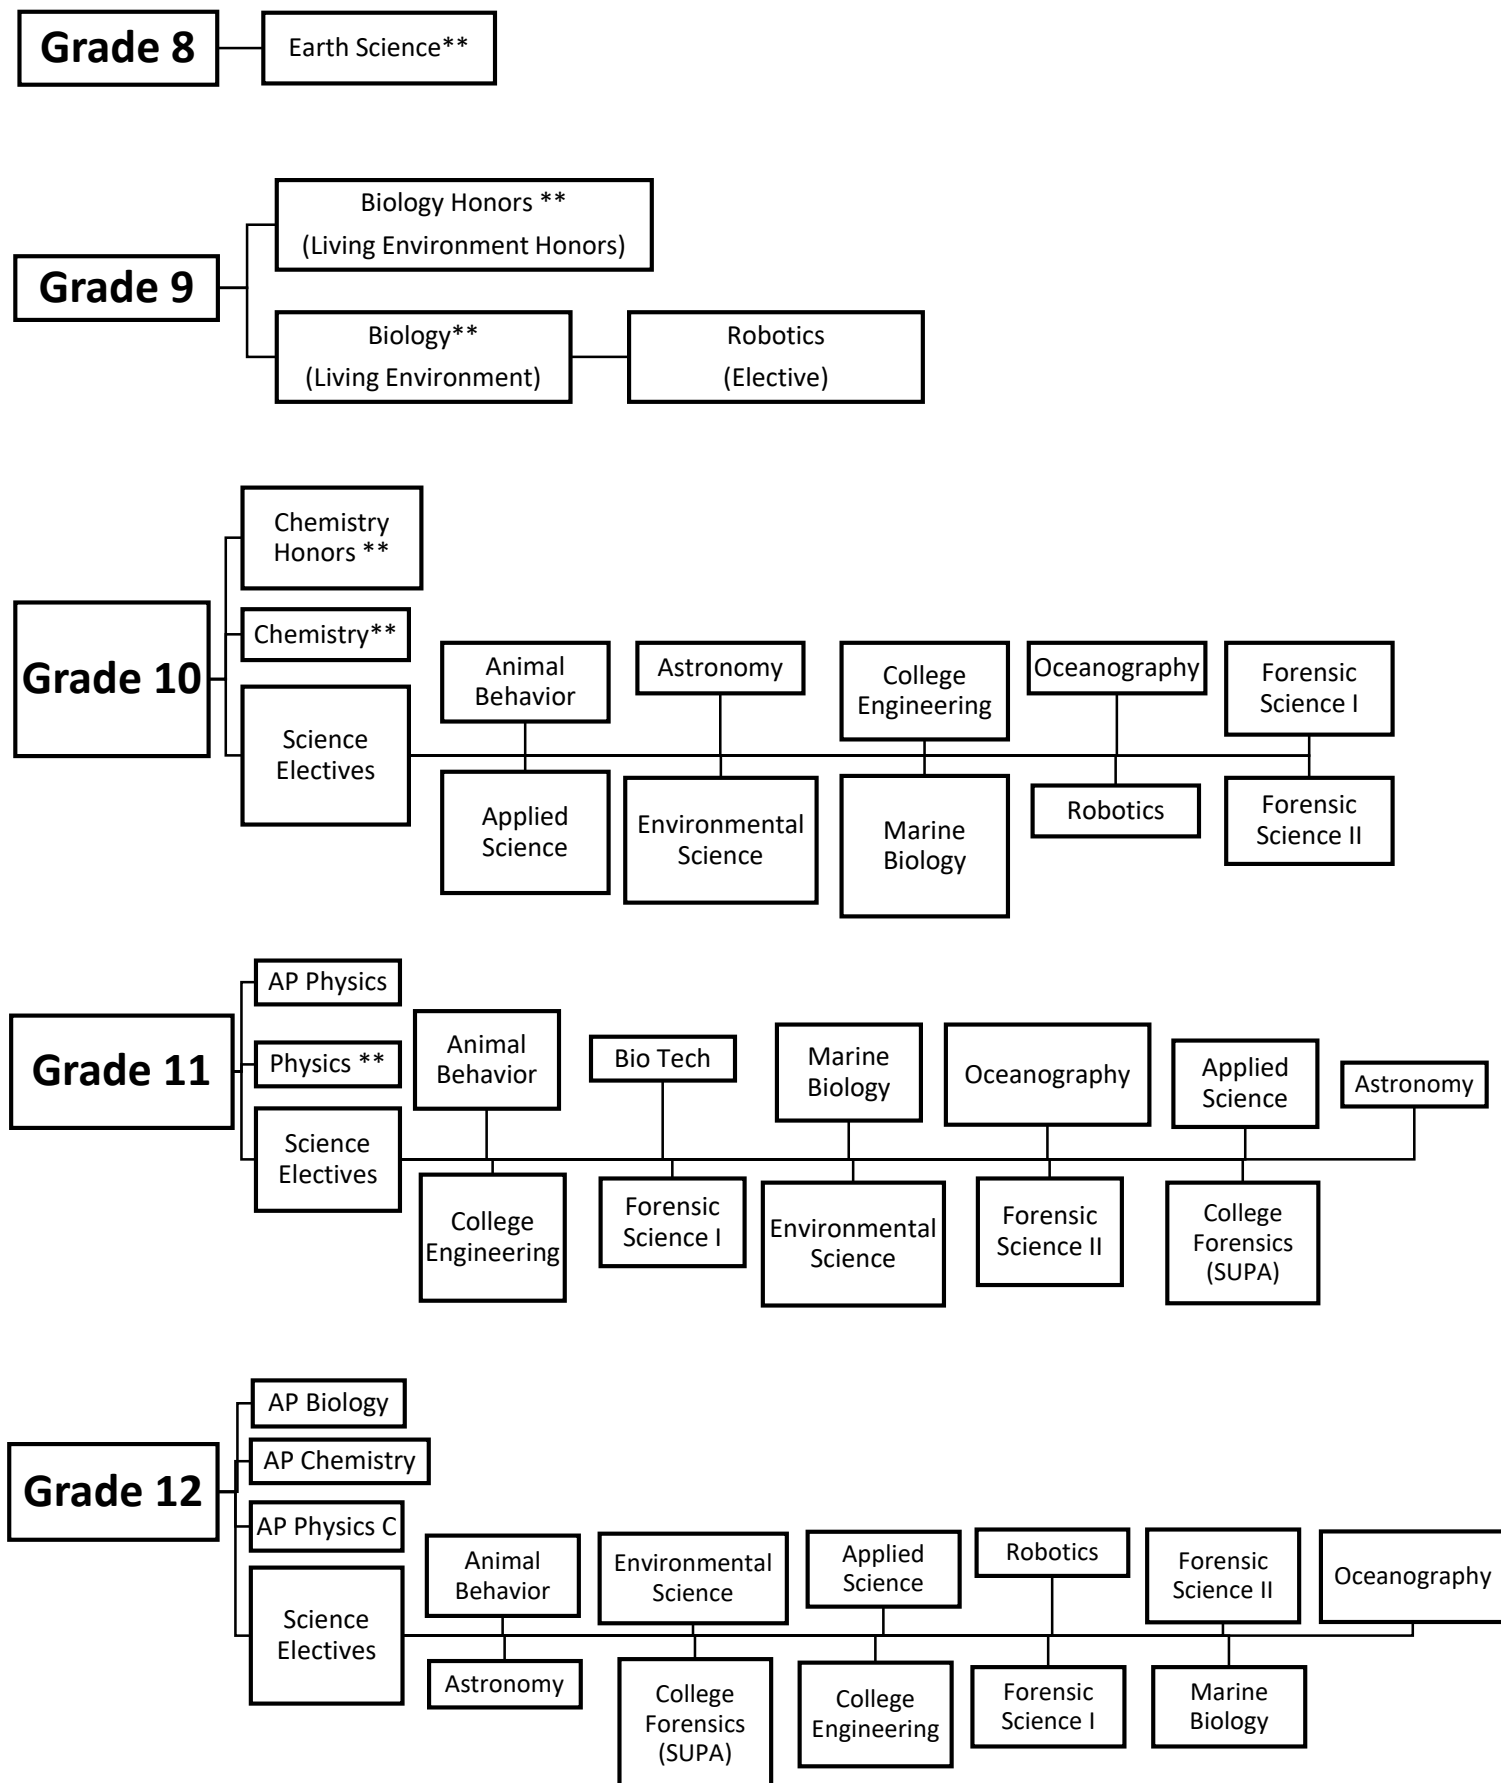 Grade 8
Earth Science**
Grade 9
Biology Honors **
(Living Environment Honors)
Biology**
(Living Environment)
Robotics
(Elective)
Grade 10
Chemistry
Honors **
Chemistry**
Science
Electives
Animal
Behavior
Astronomy
College
Engineering
Oceanography
Forensic
Science I
Applied
Science
Environmental
Science
Marine
Biology
Robotics
Forensic
Science II
Grade 11
AP Physics
Physics **
Science
Electives
Animal
Behavior
Bio Tech
Marine
Biology
Oceanography
Applied
Science
Astronomy
College
Engineering
Forensic
Science I
Environmental
Science
Forensic
Science II
College
Forensics
(SUPA)
Grade 12
AP Biology
AP Chemistry
AP Physics C
Science
Electives
Animal
Behavior
Environmental
Science
Applied
Science
Robotics
Forensic
Science II
Oceanography
Astronomy
College
Forensics
(SUPA)
College
Engineering
Forensic
Science I
Marine
Biology